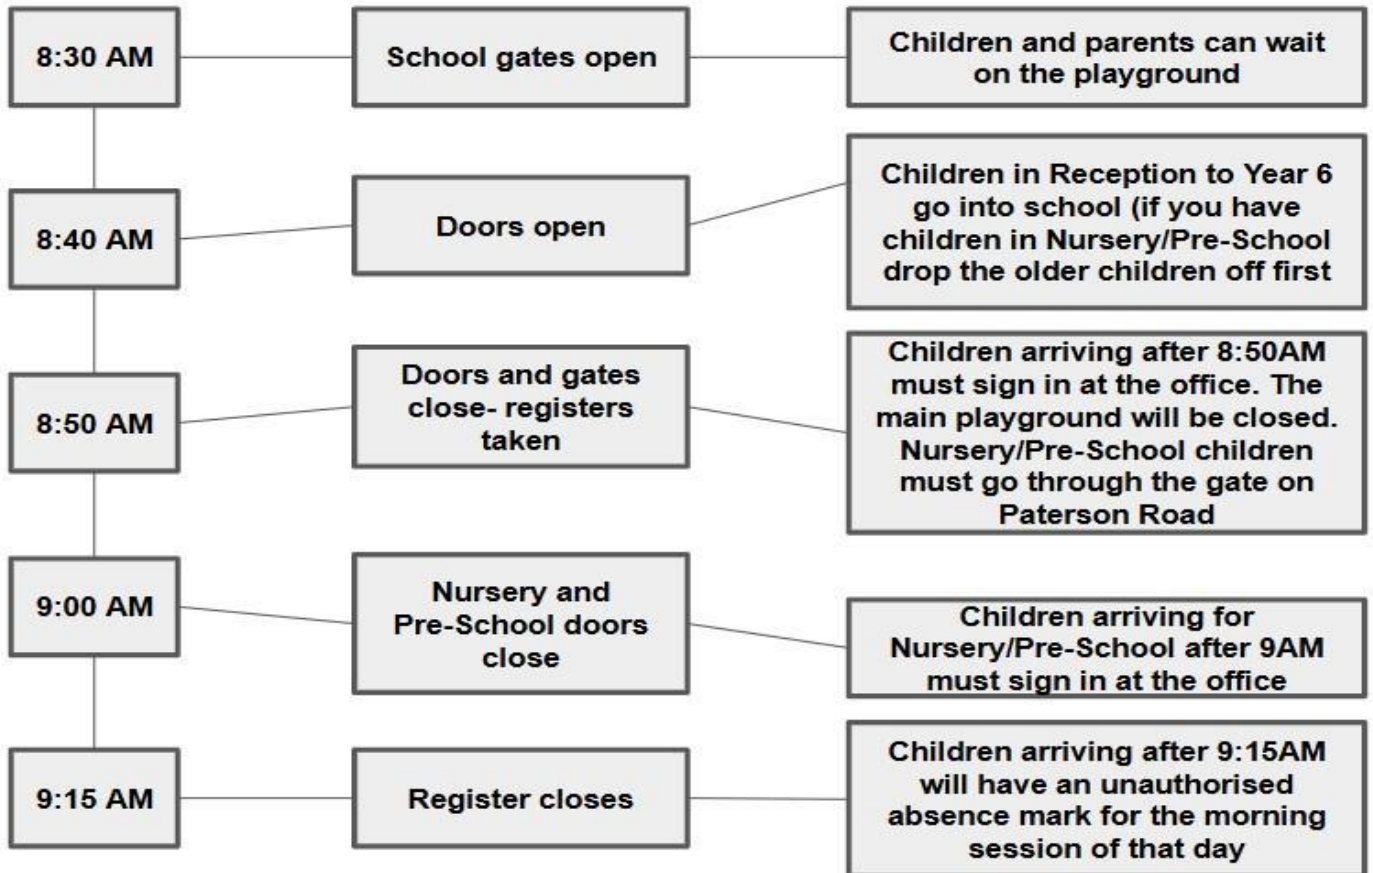 8:30 AM
School gates open
Children and parents can wait
on the playground
8:40 AM
Doors open
Children in Reception to Year 6
go into school (if you have
children in Nursery/Pre-School
drop the older children off first
8:50 AM
Doors and gates
close- registers
taken
Children arriving after 8:50AM
must sign in at the office. The
main playground will be closed.
Nursery/Pre-School children
must go through the gate on
Paterson Road
9:00 AM
Nursery and
Pre-School doors
close
Children arriving for
Nursery/Pre-School after 9AM
must sign in at the office
9:15 AM
Register closes
Children arriving after 9:15AM
will have an unauthorised
absence mark for the morning
session of that day